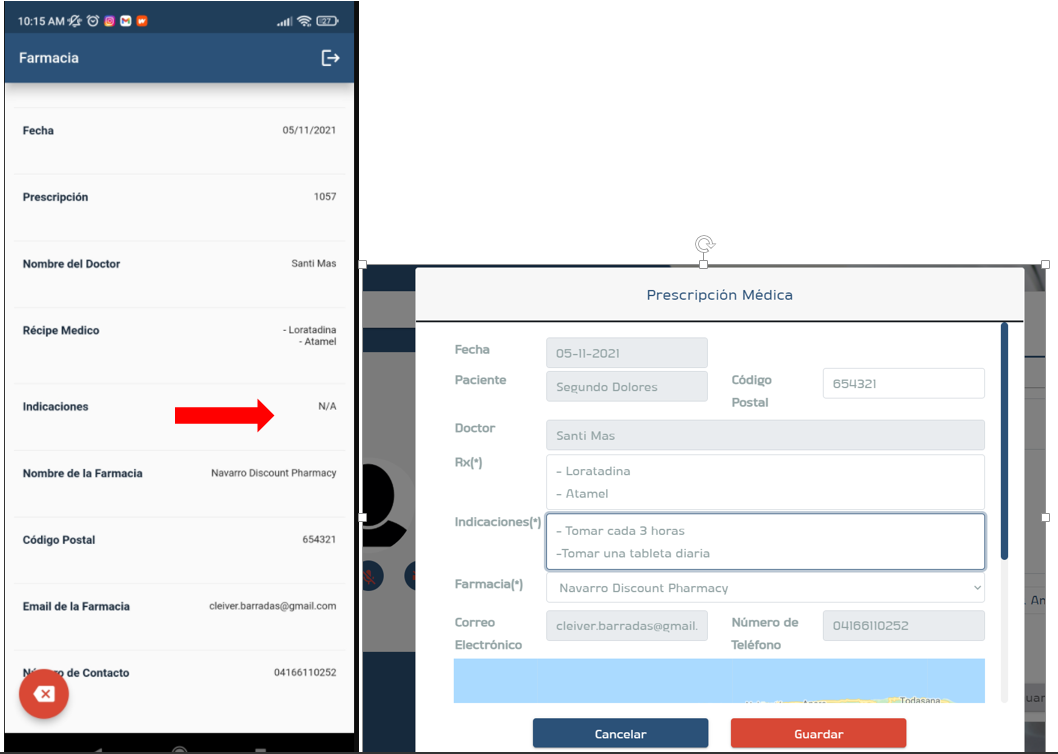 10:15 AM
27
Farmacia
Fecha
05/11/2021
Prescripción
1057
Nombre del Doctor
Santi Mas
Récipe Medico
- Loratadina
- Atamel
Indicaciones
N/A
Nombre de la Farmacia
Navarro Discount Pharmacy
Código Postal
654321
Email de la Farmacia
cleiver.barradas@gmail.com
de Contacto
04166110252
Prescripción Médica
Fecha
05-11-2021
Paciente
Segundo Dolores
Código
Postal
654321
Doctor
Santi Mas
Rx(*)
- Loratadina
- Atamel
Indicaciones(*)
- Tomar cada 3 horas
-Tomar una tableta diaria
Farmacia(*)
Navarro Discount Pharmacy
Correo
Electrónico
cleiver.barradas@gmail.
Número de
Teléfono
04166110252
Todasana
Cancelar
Guardar